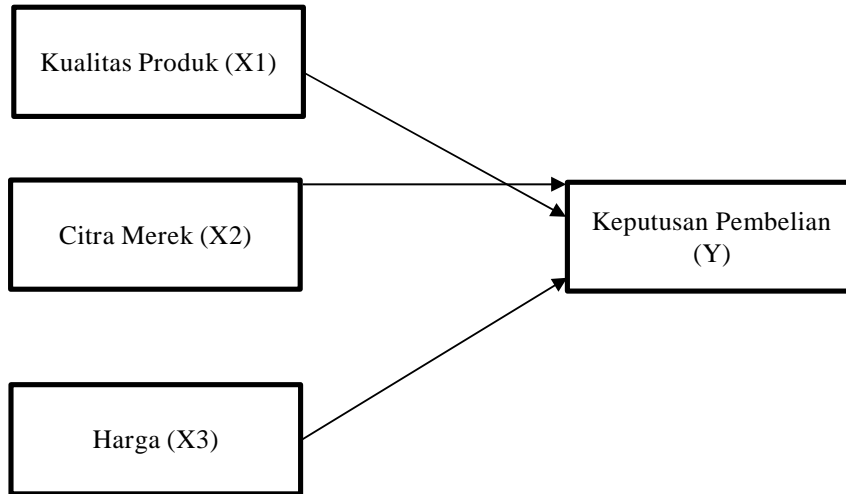 Kualitas Produk (X1)
Citra Merek (X2)
Keputusan Pembelian
(Y)
Harga (X3)